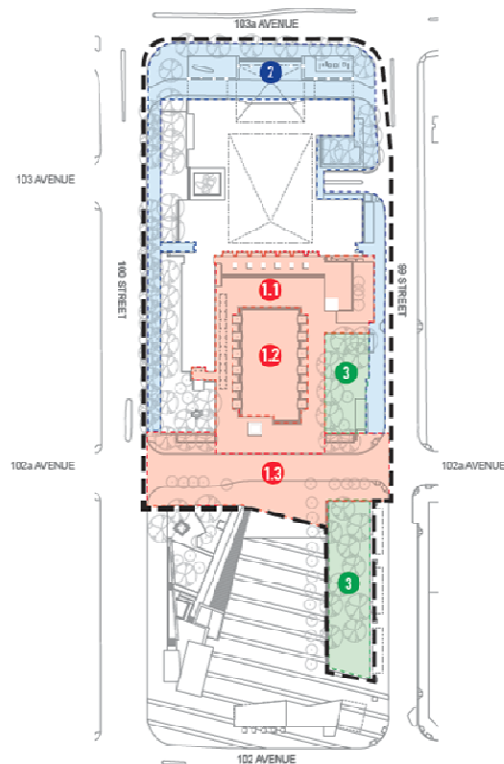 103a AVENUE
2
103 AVENUE
100 STREET
99 STREET
1.1
1.2
3
102a AVENUE
1.3
102a AVENUE
3
102 AVENUE